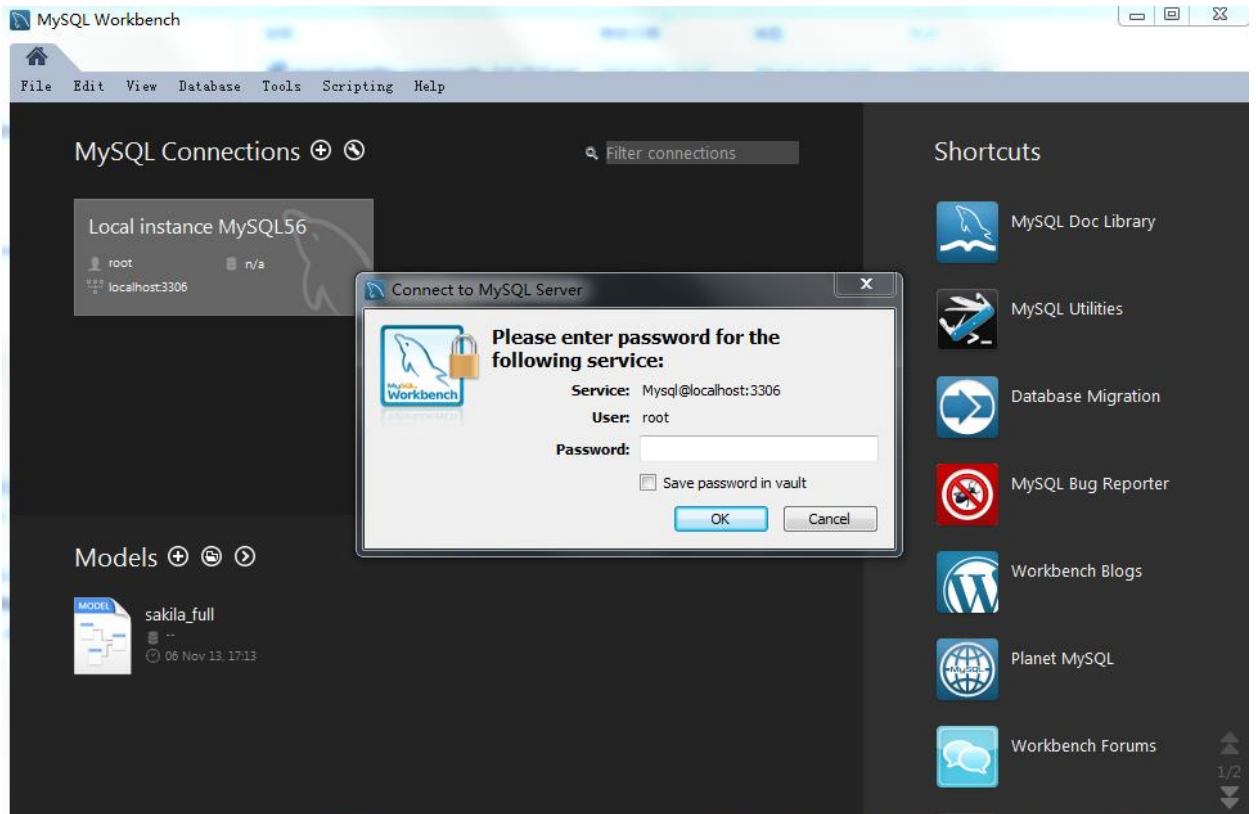 MySQL Workbench
File Edit View Database Tools Scripting Help
MySQL Connections
Filter connections
Local instance MySQL56
root
n/a
localhost:3306
Connect to MySQL Server
Please enter password for the
following service:
MySQL
Workbench
Service: Mysql@localhost:3306
User: root
Password:
Save password in vault
OK Cancel
Models
MODEL
sakila_full
--
06 Nov 13, 17:13
Shortcuts
MySQL Doc Library
MySQL Utilities
Database Migration
MySQL Bug Reporter
Workbench Blogs
MySQL
Planet MySQL
Workbench Forums
1/2